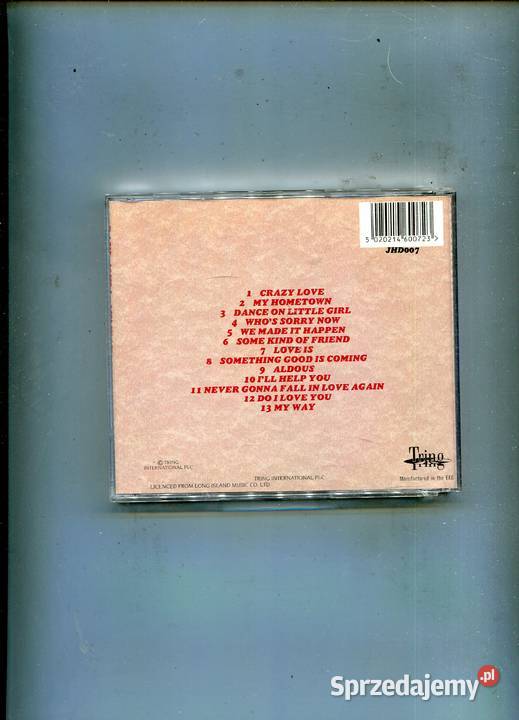 5 020214 600723 >
JHD007
1 CRAZY LOVE
2 MY HOMETOWN
3 DANCE ON LITTLE GIRL
4 WHO'S SORRY NOW
5 WE MADE IT HAPPEN
6 SOME KIND OF FRIEND
7 LOVE IS
8 SOMETHING GOOD IS COMING
9 ALDOUS
10 I'LL HELP YOU
11 NEVER GONNA FALL IN LOVE AGAIN
12 DO I LOVE YOU
13 MY WAY
Tring
© TRING
INTERNATIONAL PLC
TRING INTERNATIONAL PLC
Manufactured in the EEC
LICENCED FROM LONG ISLAND MUSIC CO. LTD.
Sprzedajemy.pl